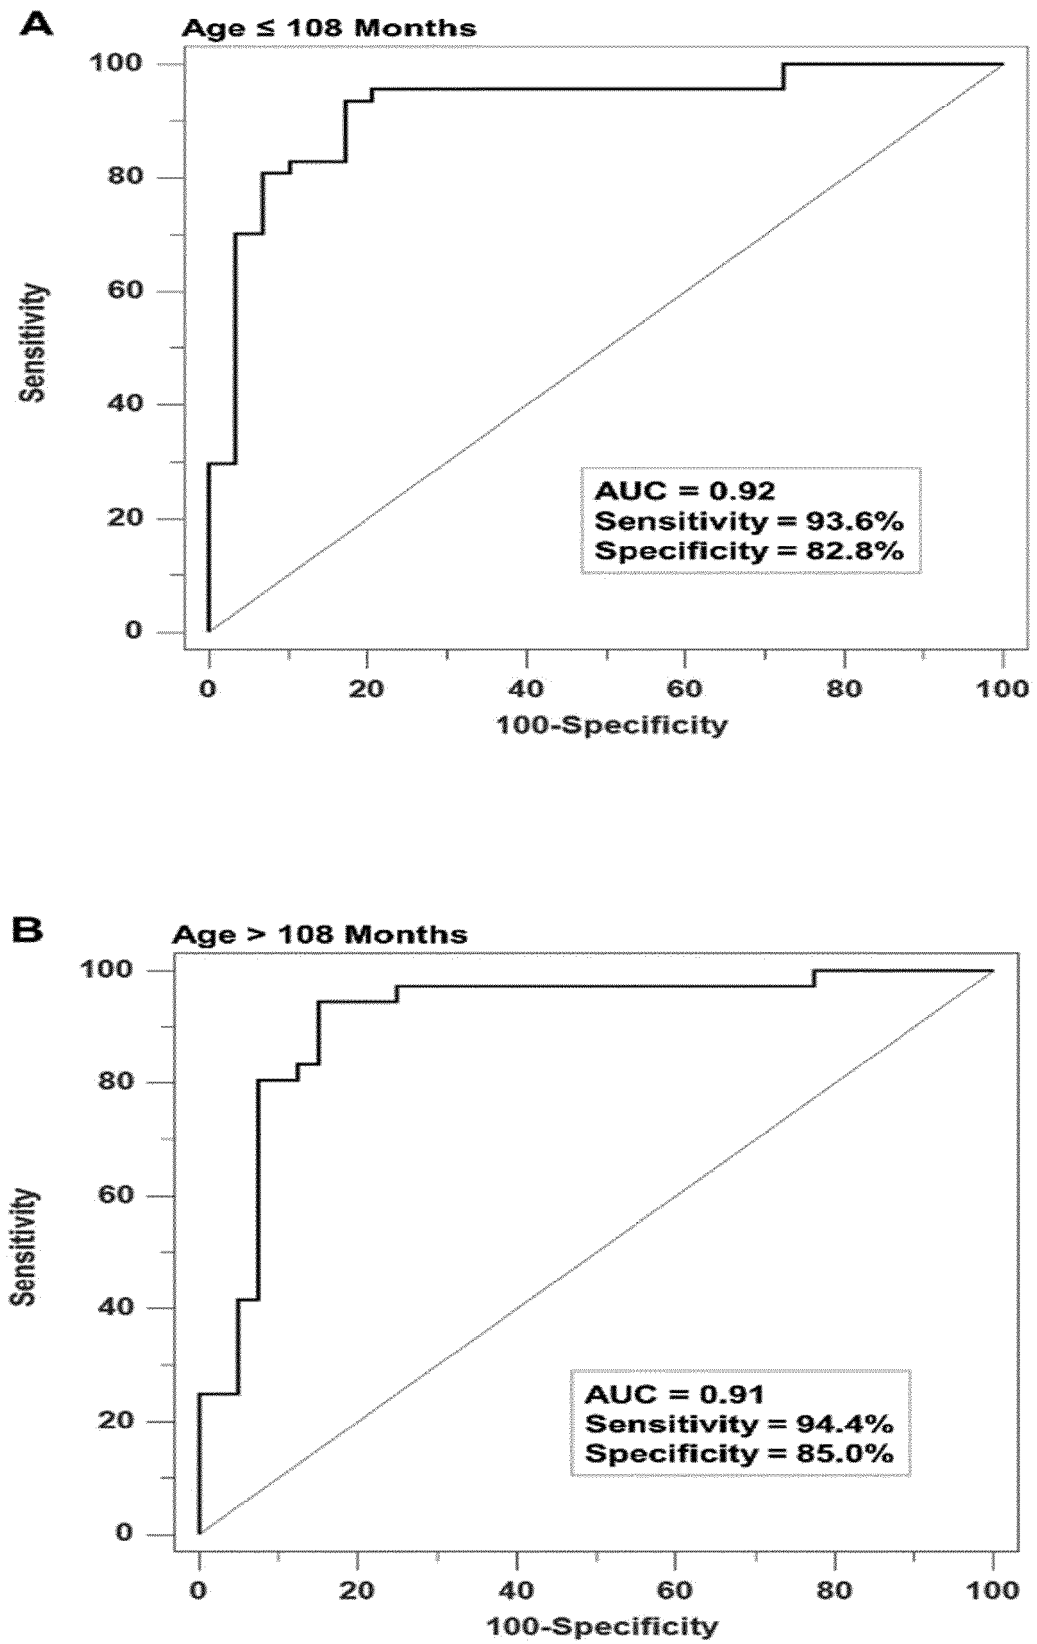 A
Age ≤ 108 Months
100
80
60
40
20
0
Sensitivity
AUC = 0.92
Sensitivity = 93.6%
Specificity = 82.8%
0 20 40 60 80 100
100-Specificity
B
Age > 108 Months
100
80
60
40
20
0
Sensitivity
AUC = 0.91
Sensitivity = 94.4%
Specificity = 85.0%
0 20 40 60 80 100
100-Specificity